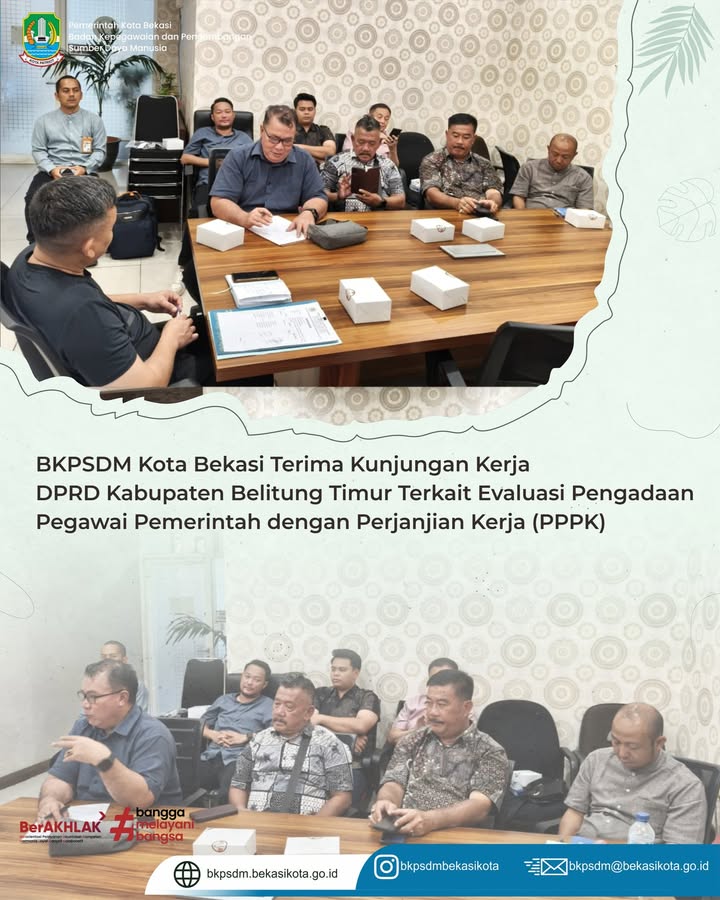 Pemerintah Kota Bekasi
Badan Kepegawaian dan Pengembangan
Sumber Daya Manusia
BKPSDM Kota Bekasi Terima Kunjungan Kerja
DPRD Kabupaten Belitung Timur Terkait Evaluasi Pengadaan
Pegawai Pemerintah dengan Perjanjian Kerja (PPPK)
BerAKHLAK
#bangga
melayani
bangsa
bkpsdm.bekasikota.go.id
bkpsdmbekasikota
bkpsdm@bekasikota.go.id